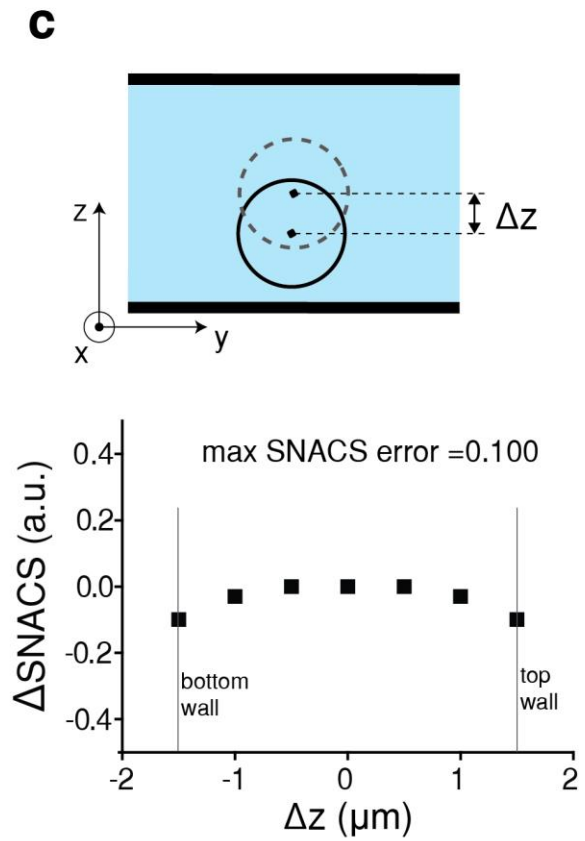 c
z
Δz
x
y
max SNACS error =0.100
ΔSNACS (a.u.)
0.4
0.2
0.0
-0.2
-0.4
bottom
wall
top
wall
-2
-1
0
1
2
Δz (μm)